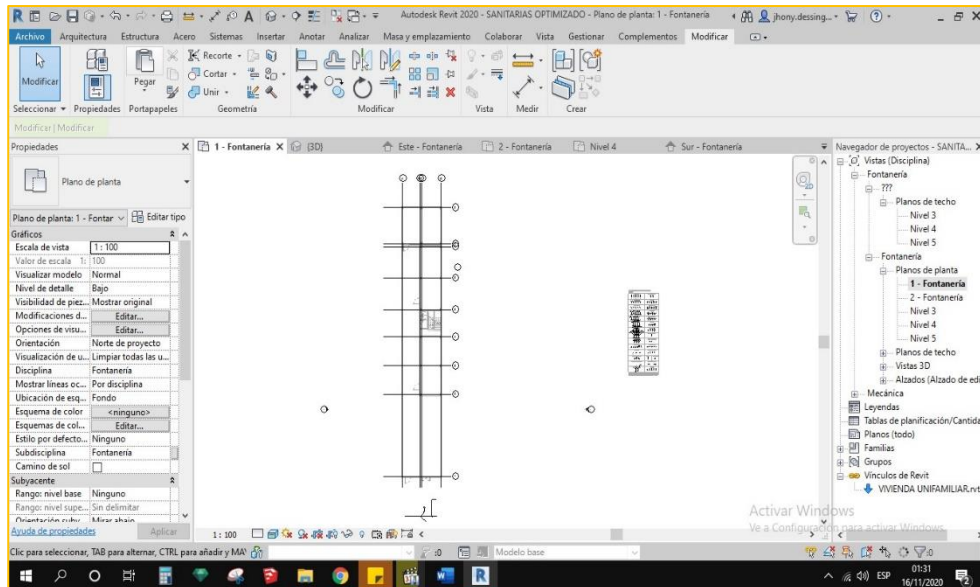 Autodesk Revit 2020 - SANITARIAS OPTIMIZADO - Plano de planta: 1 - Fontanería
jhony.dessing...
Archivo Arquitectura Estructura Acero Sistemas Insertar Anotar Analizar Masa y emplazamiento Colaborar Vista Gestionar Complementos Modificar
Modificar
Pegar
Recorte
Cortar
Unir
Seleccionar Propiedades Portapapeles Geometría Modificar Vista Medir Crear
Modificar | Modificar
Propiedades
1 - Fontanería (3D) Este - Fontanería 2 - Fontanería Nivel 4 Sur - Fontanería
Plano de planta
Plano de planta: 1 - Fontar Editar tipo
Gráficos
Escala de vista 1 : 100
Valor de escala 1: 100
Visualizar modelo Normal
Nivel de detalle Bajo
Visibilidad de piez... Mostrar original
Modificaciones d... Editar...
Opciones de visu... Editar...
Orientación Norte de proyecto
Visualización de u... Limpiar todas las u...
Disciplina Fontanería
Mostrar líneas oc... Por disciplina
Ubicación de esq... Fondo
Esquema de color <ninguno>
Esquemas de col... Editar...
Estilo por defecto... Ninguno
Subdisciplina Fontanería
Camino de sol
Subyacente
Rango: nivel base Ninguno
Rango: nivel supe... Sin delimitar
Orientación suby... Mirar abajo
Ayuda de propiedades Aplicar
Navegador de proyectos - SANITA...
Vistas (Disciplina)
Fontanería
???
Planos de techo
Nivel 3
Nivel 4
Nivel 5
Fontanería
Planos de planta
1 - Fontanería
2 - Fontanería
Nivel 3
Nivel 4
Nivel 5
Planos de techo
Vistas 3D
Alzados (Alzado de edi
Mecánica
Leyendas
Tablas de planificación/Cantida
Planos (todo)
Familias
Grupos
Vínculos de Revit
VIVIENDA UNIFAMILIAR.rvt
Activar Windows
Ve a Configuración para activar Windows.
1 : 100
Clic para seleccionar, TAB para alternar, CTRL para añadir y MAY :0 Modelo base :0
ESP
01:31
16/11/2020